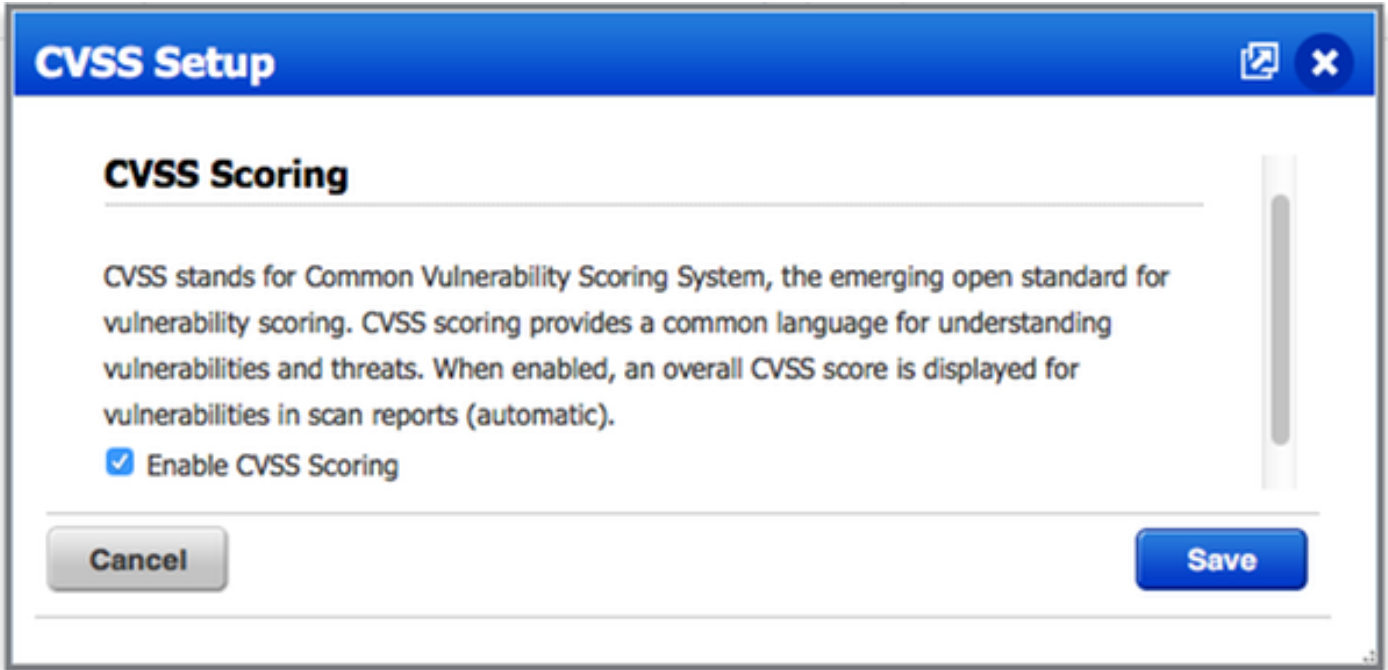 CVSS Setup
CVSS Scoring
CVSS stands for Common Vulnerability Scoring System, the emerging open standard for
vulnerability scoring. CVSS scoring provides a common language for understanding
vulnerabilities and threats. When enabled, an overall CVSS score is displayed for
vulnerabilities in scan reports (automatic).
Enable CVSS Scoring
Cancel
Save